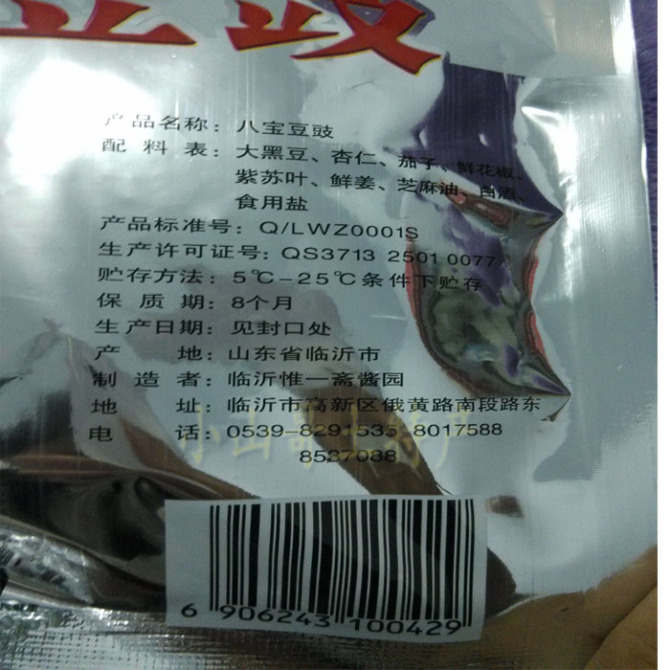 产品名称：八宝豆豉
配料表：大黑豆、杏仁、茄子、鲜花椒、
紫苏叶、鲜姜、芝麻油、白酒、
食用盐
产品标准号：Q/LWZ0001S
生产许可证号：QS3713 2501 0077
贮存方法：5℃-25℃条件下贮存
保质期：8个月
生产日期：见封口处
产地：山东省临沂市
制造者：临沂惟一斋酱园
地址：临沂市高新区俄黄路南段路东
电话：0539-8291535 8017588
8527088
6 906243 100429